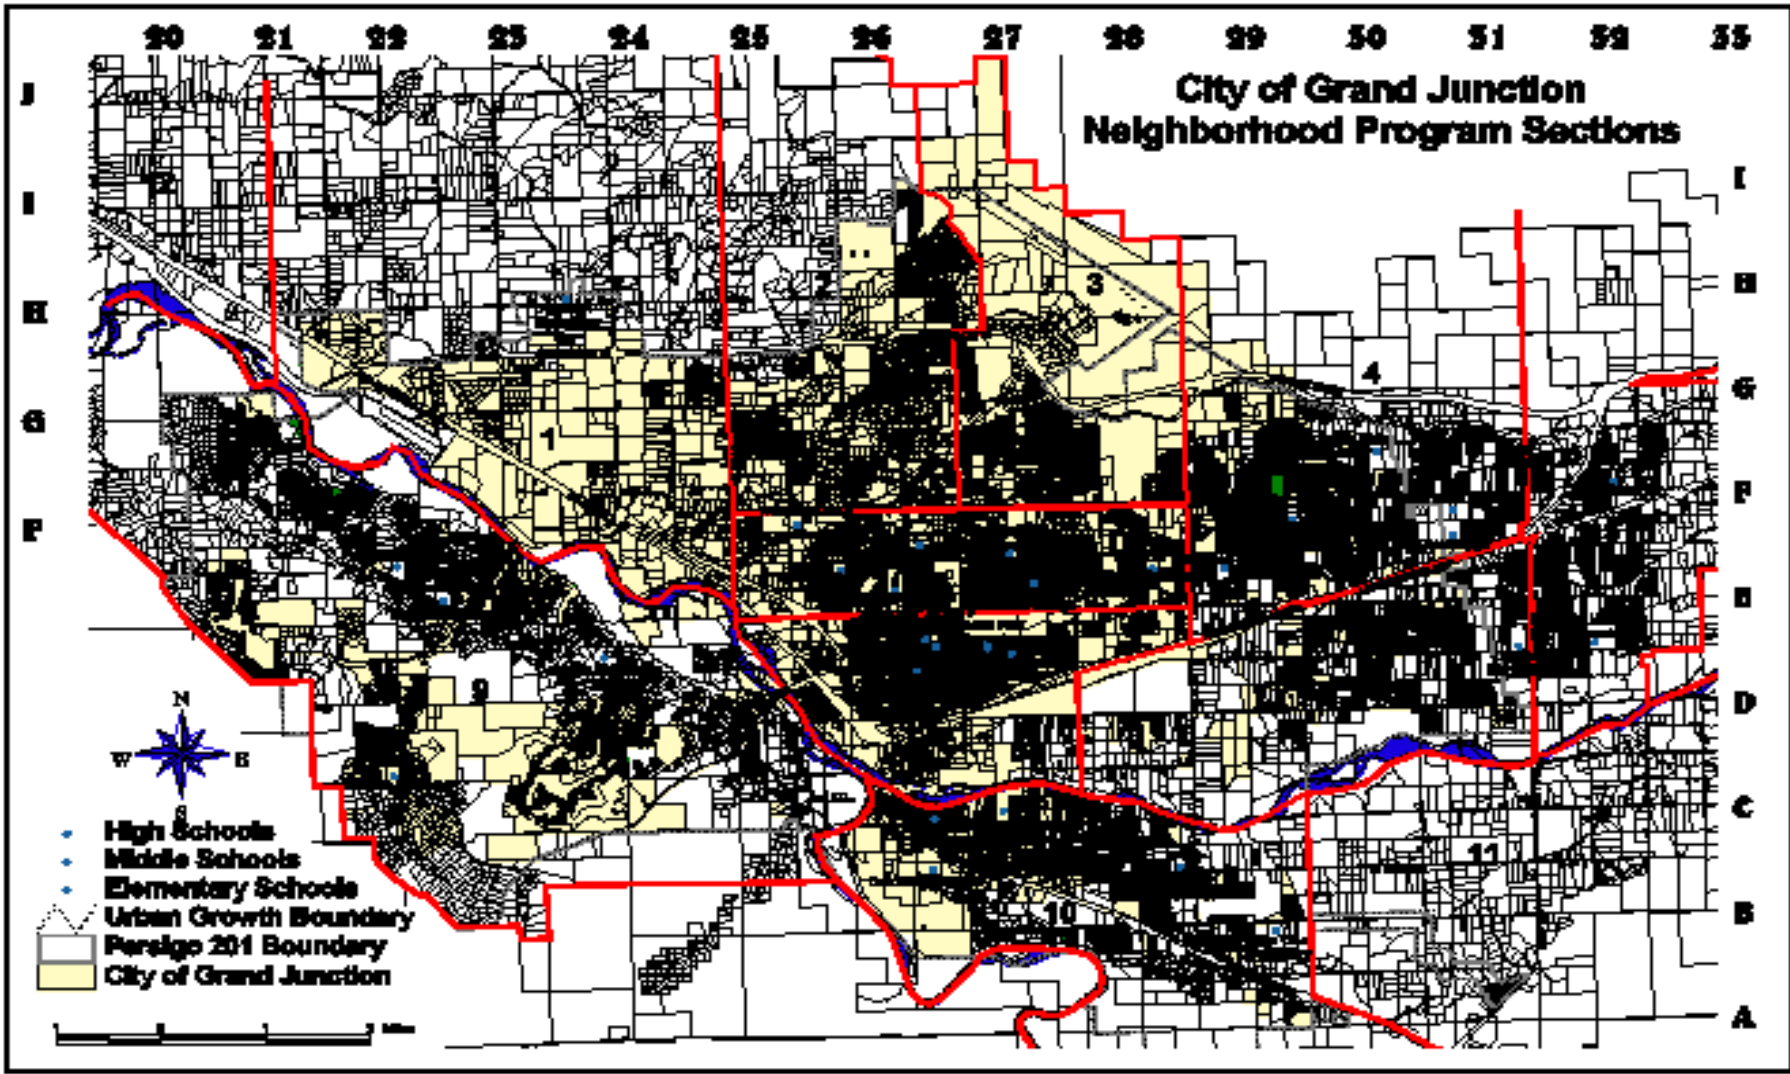 20 21 22 23 24 25 26 27 28 29 30 31 32 33
City of Grand Junction
Neighborhood Program Sections
J
I
I
H
H
G
G
F
F
E
D
C
B
A
12
2
3
4
1
9
10
11
N
W E
S
High Schools
Middle Schools
Elementary Schools
Urban Growth Boundary
Persigo 201 Boundary
City of Grand Junction